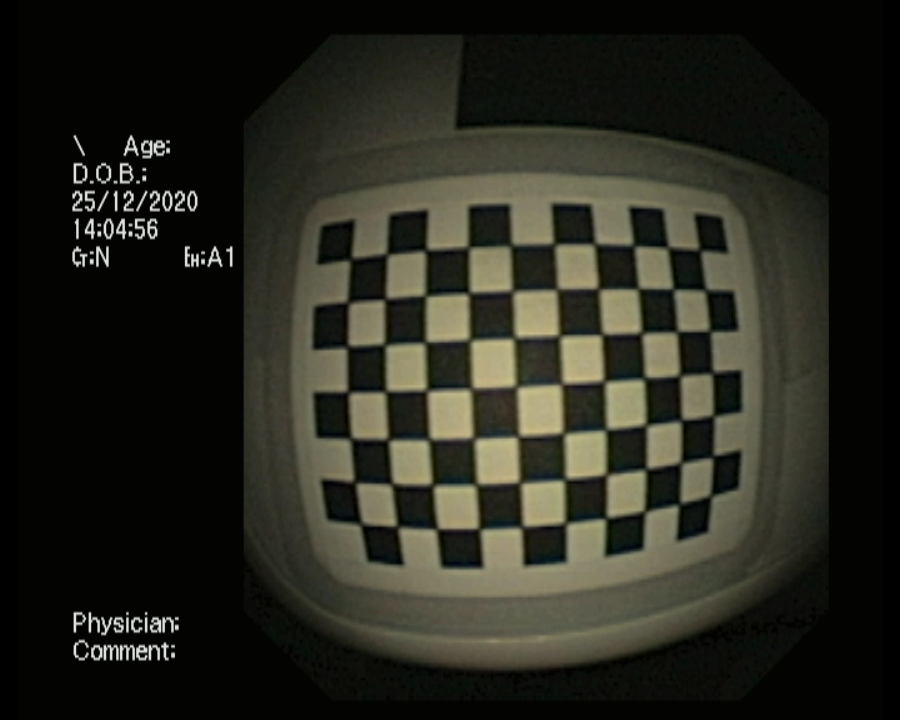 \ Age:
D.O.B.:
25/12/2020
14:04:56
Cr:N EH:A1
Physician:
Comment: